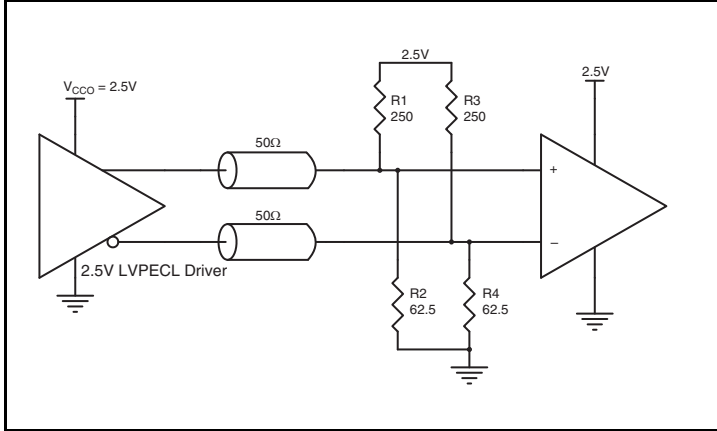 V_CCO = 2.5V
2.5V
2.5V
R1
250
R3
250
50Ω
+
50Ω
–
2.5V LVPECL Driver
R2
62.5
R4
62.5